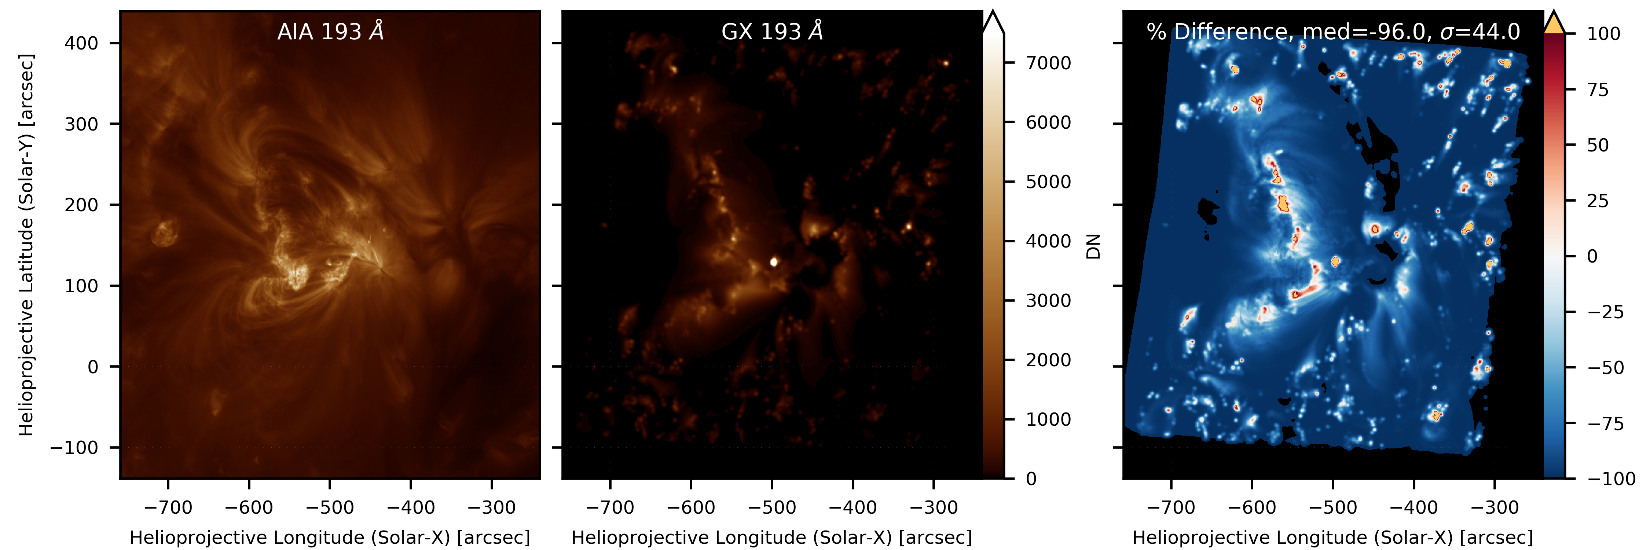 AIA 193 Å
GX 193 Å
% Difference, med=-96.0, σ=44.0
Helioprojective Latitude (Solar-Y) [arcsec]
400
300
200
100
0
−100
−700 −600 −500 −400 −300
Helioprojective Longitude (Solar-X) [arcsec]
−700 −600 −500 −400 −300
Helioprojective Longitude (Solar-X) [arcsec]
7000
6000
5000
4000
3000
2000
1000
0
DN
−700 −600 −500 −400 −300
Helioprojective Longitude (Solar-X) [arcsec]
100
75
50
25
0
−25
−50
−75
−100